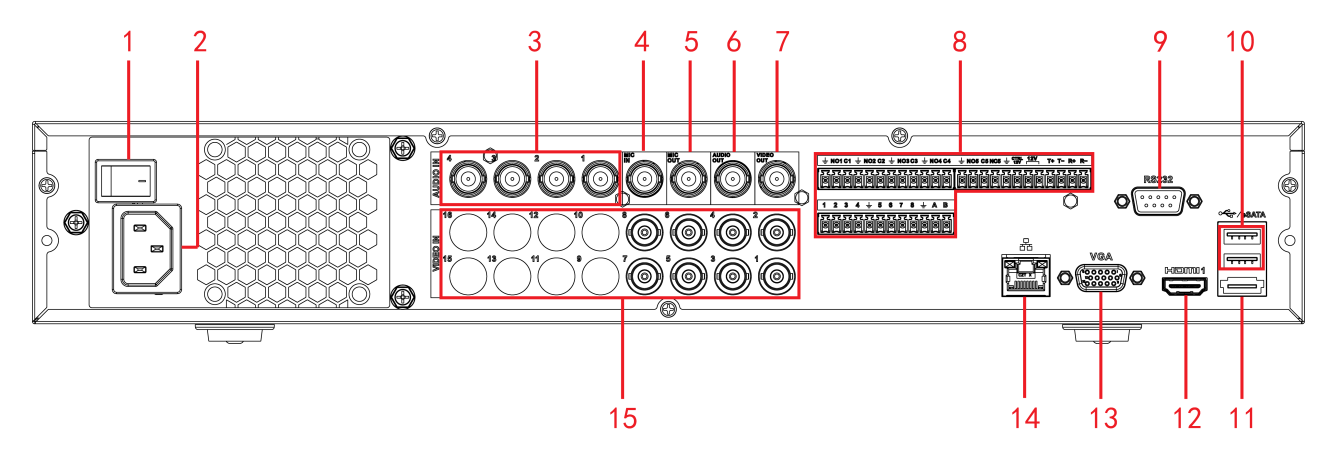 1 2 3 4 5 6 7 8 9 10
AUDIO IN
4 3 2 1
MIC IN
MIC OUT
AUDIO OUT
VIDEO OUT
NO1 C1 NO2 C2 NO3 C3 NO4 C4
NO5 C5 NC5 12V T+ T- R+ R-
1 2 3 4 5 6 7 8 A B
RS232
VIDEO IN
16 14 12 10 8 6 4 2
15 13 11 9 7 5 3 1
/eSATA
VGA
HDMI 1
15 14 13 12 11